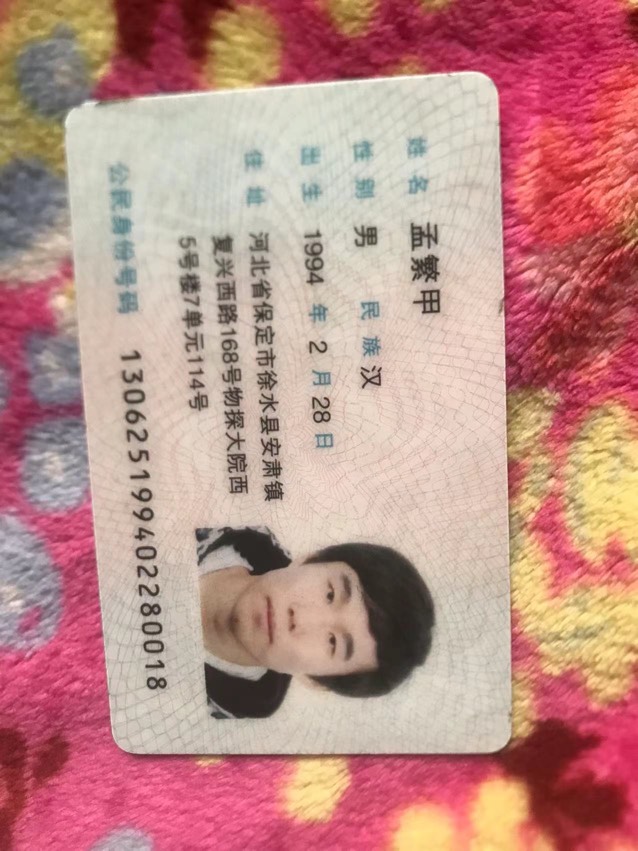 姓名 孟繁甲
性别 男 民族 汉
出生 1994 年 2 月 28 日
住址 河北省保定市徐水县安肃镇
复兴西路168号物探大院西
5号楼7单元114号
公民身份号码 130625199402280018